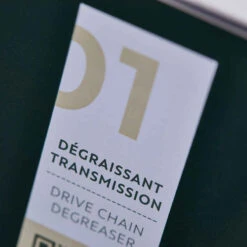 01
DÉGRAISSANT
TRANSMISSION
DRIVE CHAIN
DEGREASER